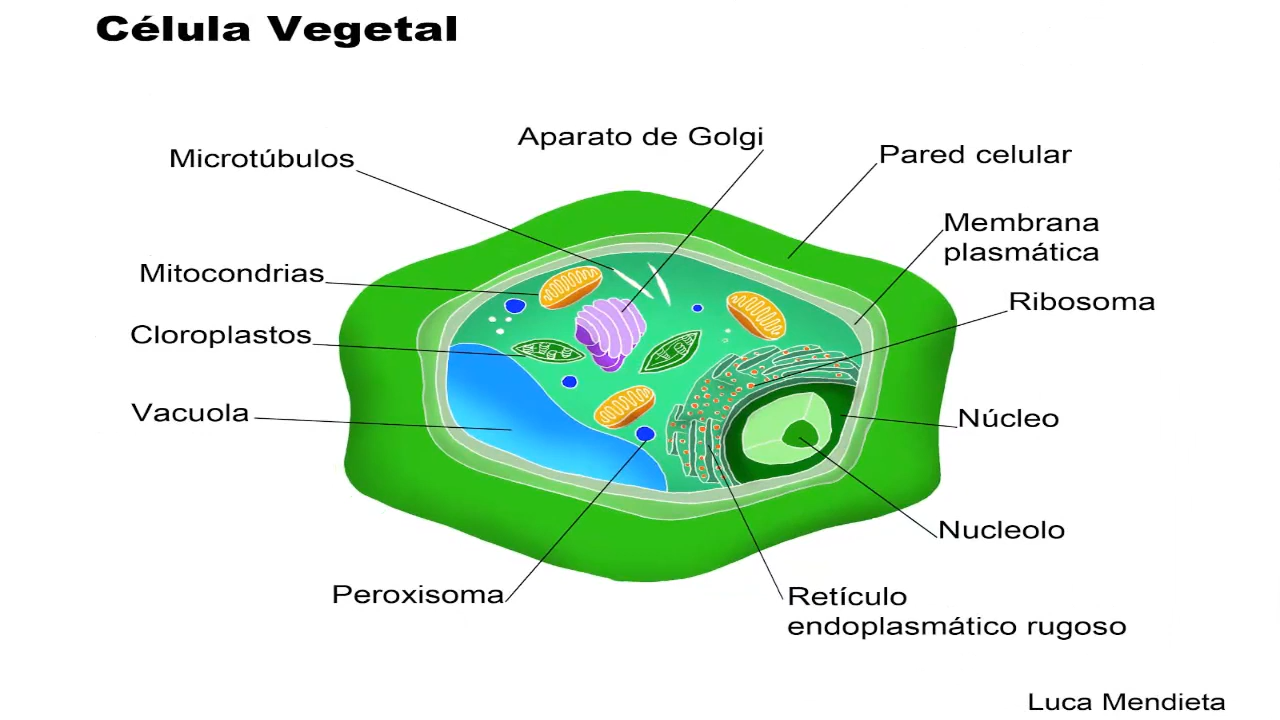 Célula Vegetal
Aparato de Golgi
Microtúbulos
Pared celular
Membrana
plasmática
Mitocondrias
Ribosoma
Cloroplastos
Vacuola
Núcleo
Nucleolo
Peroxisoma
Retículo
endoplasmático rugoso
Luca Mendieta